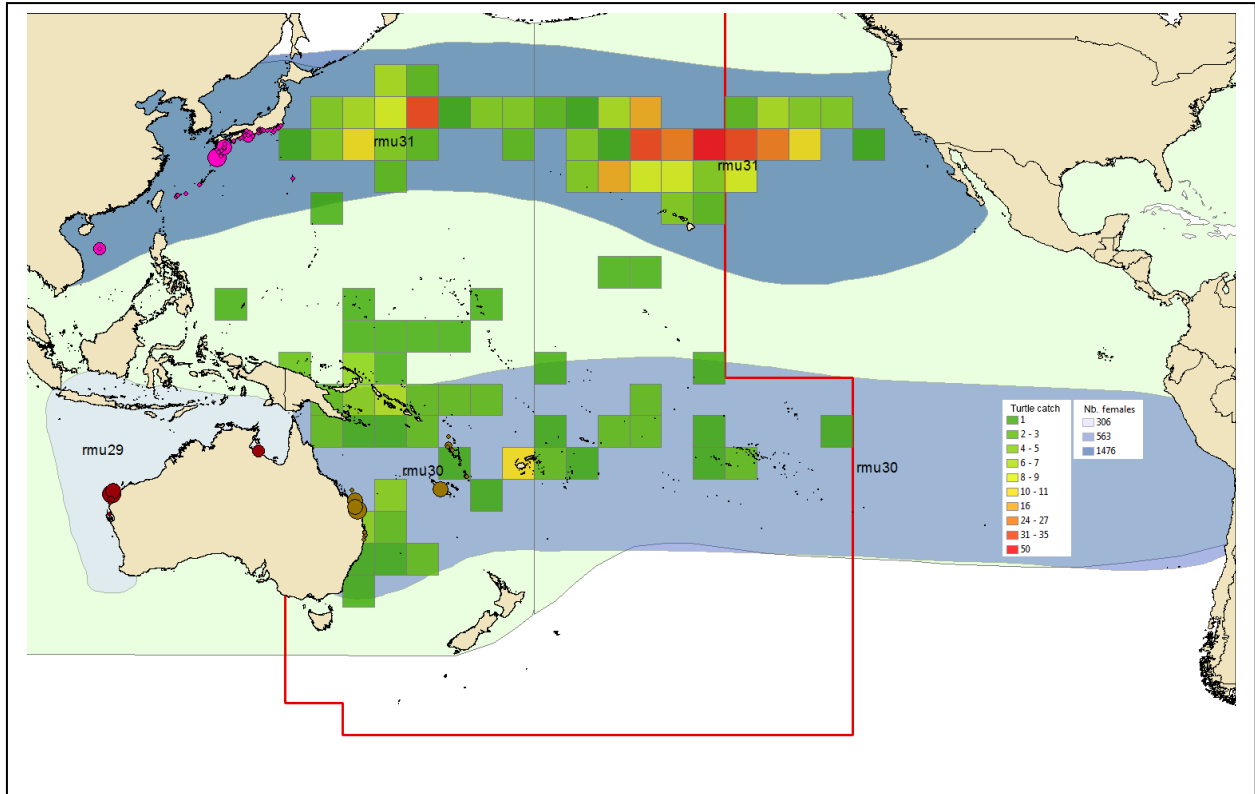 rmu31
rmu31
rmu29
rmu30
rmu30
Turtle catch
1
2 - 3
4 - 5
6 - 7
8 - 9
10 - 11
16
24 - 27
31 - 35
50
Nb. females
306
563
1476